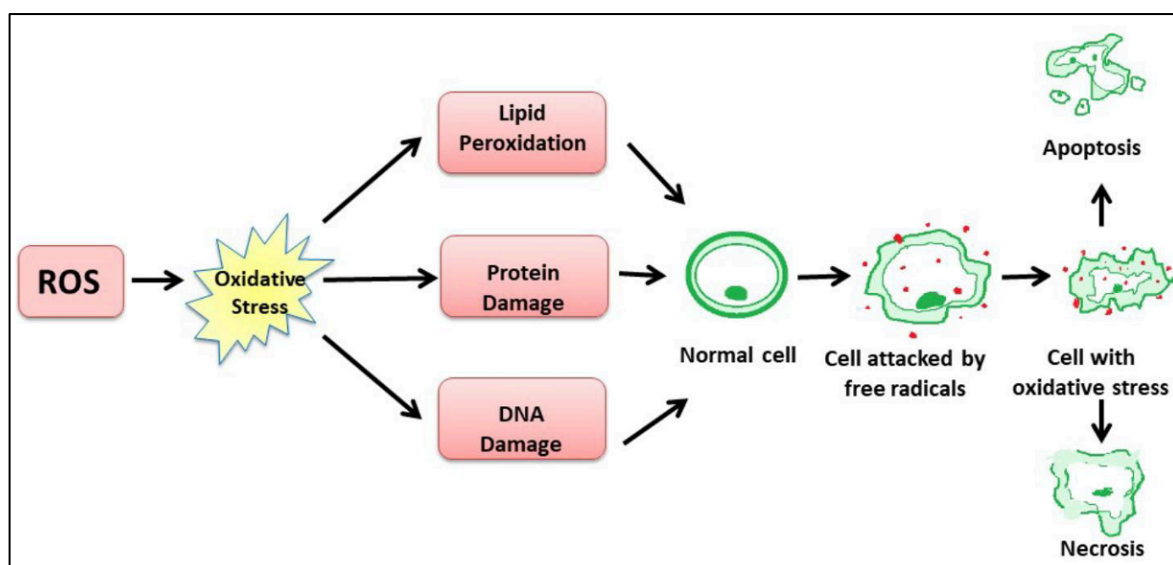 ROS
Oxidative
Stress
Lipid
Peroxidation
Protein
Damage
DNA
Damage
Normal cell
Cell attacked by
free radicals
Cell with
oxidative stress
Apoptosis
Necrosis